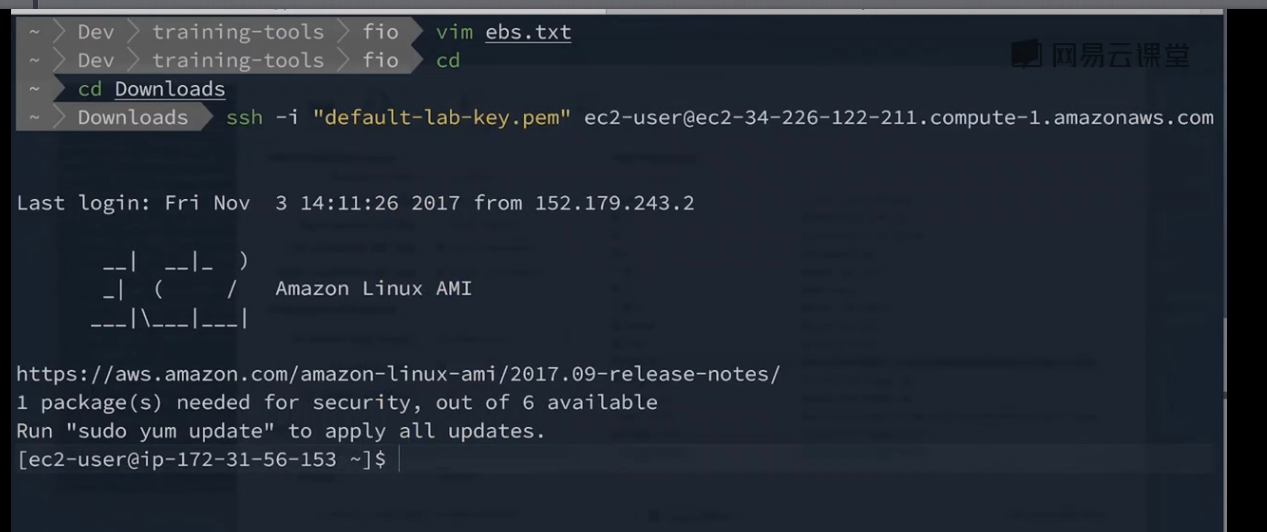 ~ > Dev > training-tools > fio vim ebs.txt
~ > Dev > training-tools > fio cd
~ cd Downloads
~ > Downloads ssh -i "default-lab-key.pem" ec2-user@ec2-34-226-122-211.compute-1.amazonaws.com
网易云课堂
Last login: Fri Nov  3 14:11:26 2017 from 152.179.243.2
       __|  __|_  )
       _|  (     /   Amazon Linux AMI
      ___|\___|___|
https://aws.amazon.com/amazon-linux-ami/2017.09-release-notes/
1 package(s) needed for security, out of 6 available
Run "sudo yum update" to apply all updates.
[ec2-user@ip-172-31-56-153 ~]$